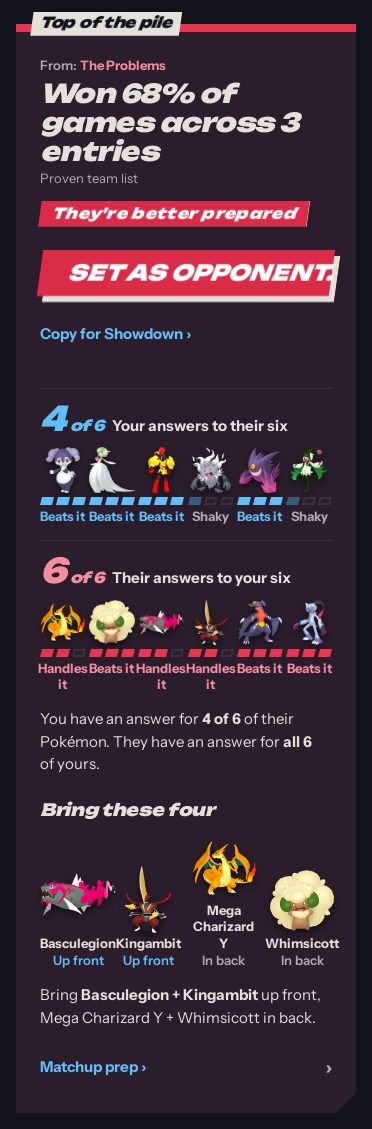 Top of the pile
From: TheProblems
Won 68% of
games across 3
entries
Proven team list
They're better prepared
SET AS OPPONENT.
Copy for Showdown ›
4 of 6 Your answers to their six
Beats it Beats it Beats it Shaky Beats it Shaky
6 of 6 Their answers to your six
Handles it Beats it Handles it Handles it Beats it Beats it
You have an answer for 4 of 6 of their
Pokémon. They have an answer for all 6
of yours.
Bring these four
Basculegion Kingambit Mega Charizard Y Whimsicott
Up front Up front In back In back
Bring Basculegion + Kingambit up front,
Mega Charizard Y + Whimsicott in back.
Matchup prep › ›